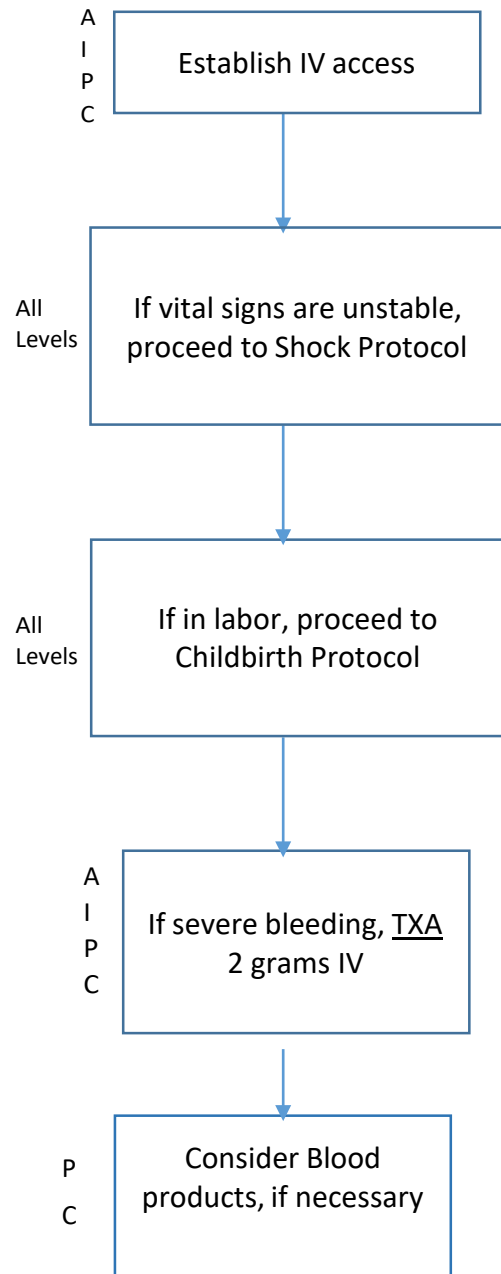 A
I
P
C
Establish IV access
All
Levels
If vital signs are unstable,
proceed to Shock Protocol
All
Levels
If in labor, proceed to
Childbirth Protocol
A
I
P
C
If severe bleeding, TXA
2 grams IV
P
C
Consider Blood
products, if necessary